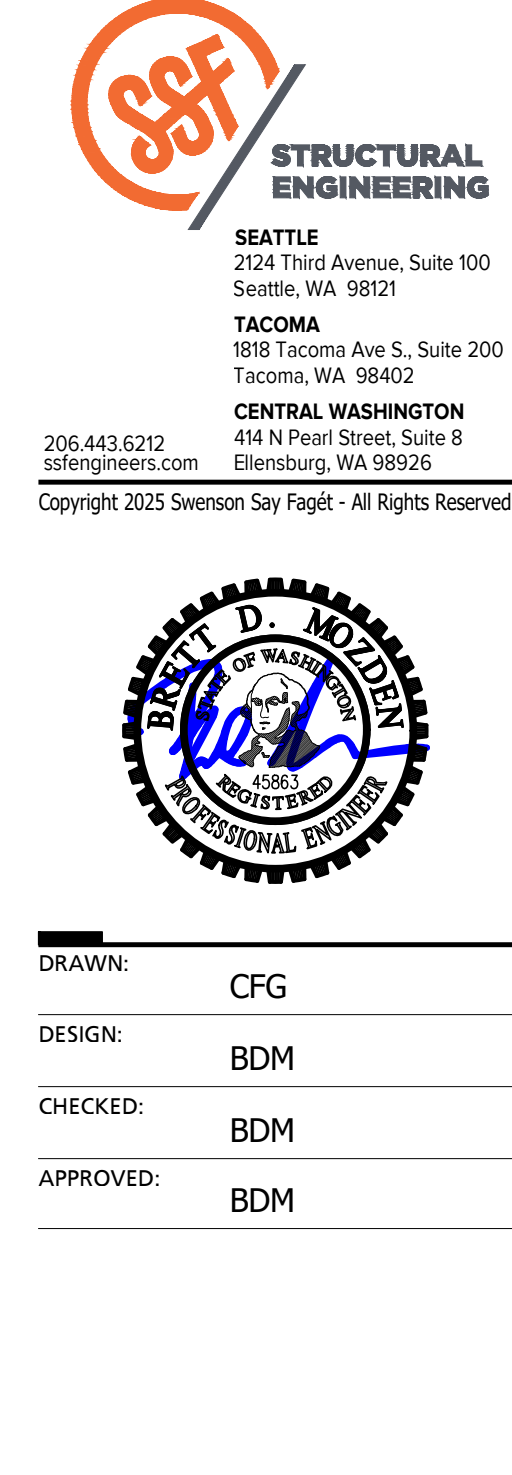 SSF
STRUCTURAL
ENGINEERING
SEATTLE
2124 Third Avenue, Suite 100
Seattle, WA 98121
TACOMA
1818 Tacoma Ave S., Suite 200
Tacoma, WA 98402
CENTRAL WASHINGTON
414 N Pearl Street, Suite 8
Ellensburg, WA 98926
206.443.6212
ssfengineers.com
Copyright 2025 Swenson Say Fagét - All Rights Reserved
BRETT D. MOZDEN
STATE OF WASHINGTON
45863
REGISTERED
PROFESSIONAL ENGINEER
DRAWN:
CFG
DESIGN:
BDM
CHECKED:
BDM
APPROVED:
BDM